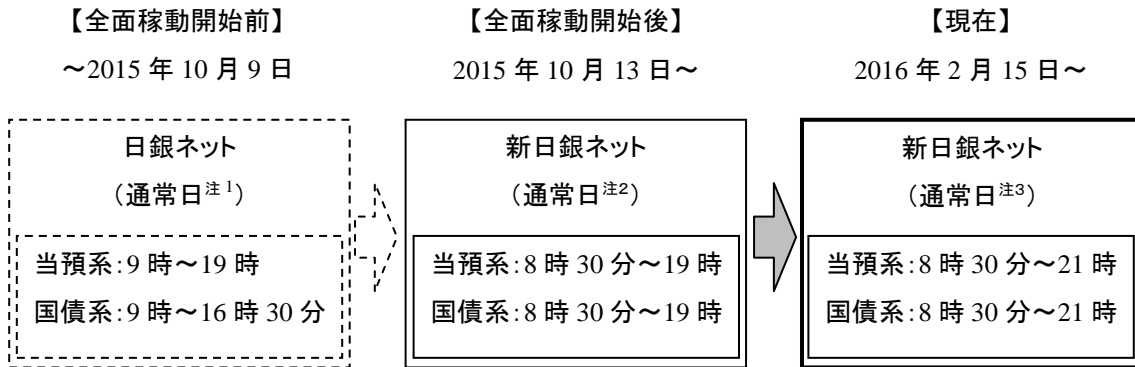 【全面稼動開始前】
~2015 年 10 月 9 日
日銀ネット
(通常日注 1)
当預系:9 時~19 時
国債系:9 時~16 時 30 分
【全面稼動開始後】
2015 年 10 月 13 日~
新日銀ネット
(通常日注2)
当預系:8 時 30 分~19 時
国債系:8 時 30 分~19 時
【現在】
2016 年 2 月 15 日~
新日銀ネット
(通常日注3)
当預系:8 時 30 分~21 時
国債系:8 時 30 分~21 時